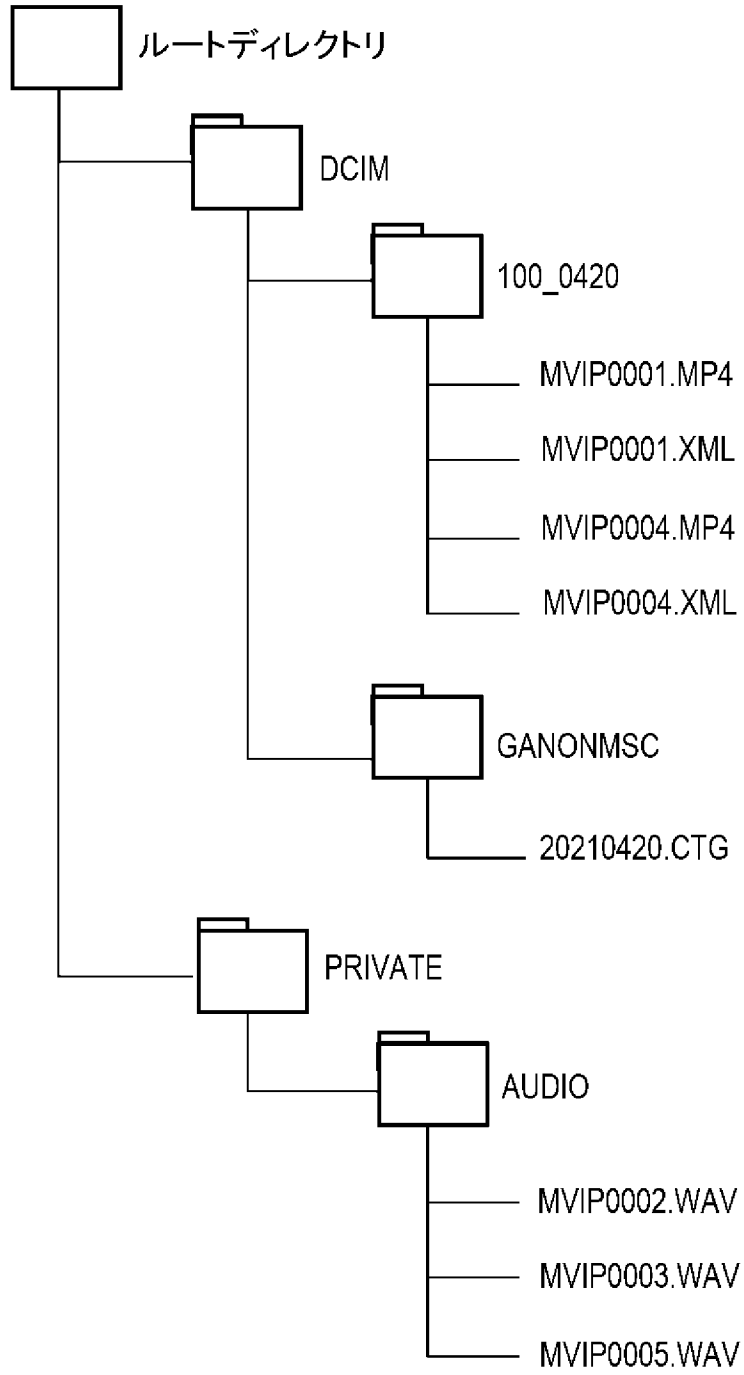 ルートディレクトリ
DCIM
100_0420
MVIP0001.MP4
MVIP0001.XML
MVIP0004.MP4
MVIP0004.XML
GANONMSC
20210420.CTG
PRIVATE
AUDIO
MVIP0002.WAV
MVIP0003.WAV
MVIP0005.WAV